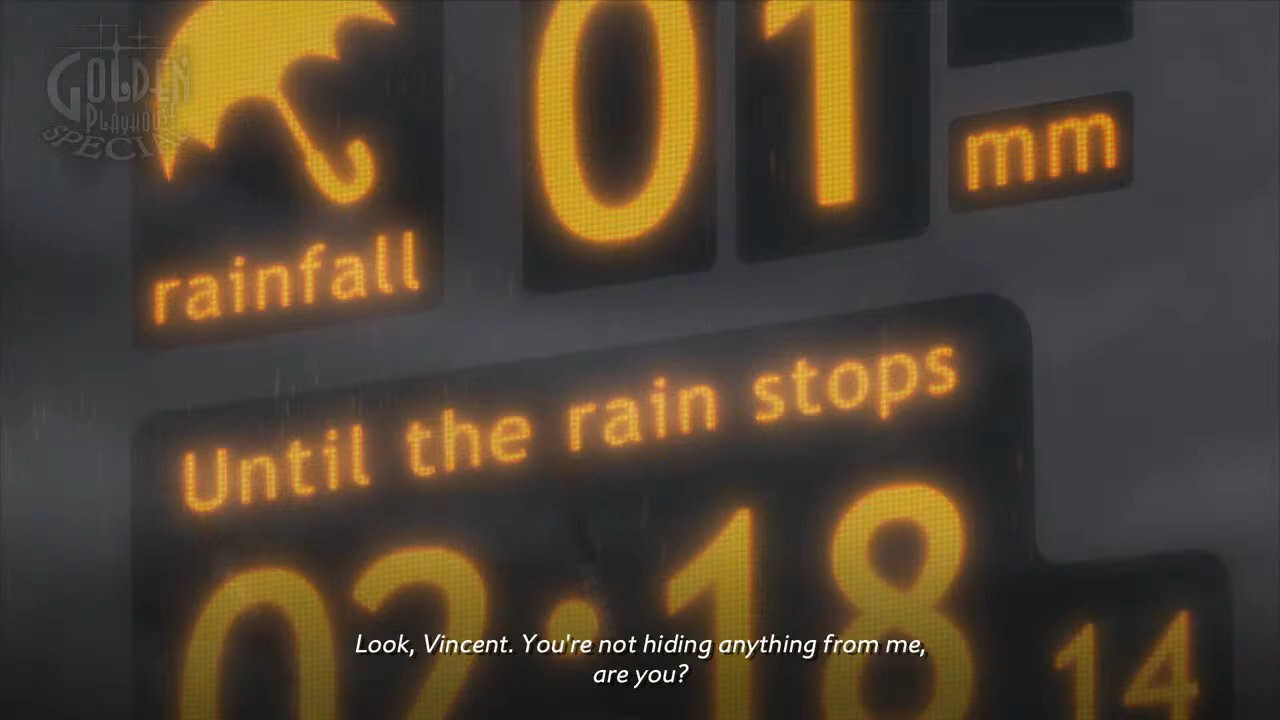 GOLDEN
PLAYHOUSE
SPECIAL
01
mm
rainfall
Until the rain stops
02:18
14
Look, Vincent. You're not hiding anything from me,
are you?